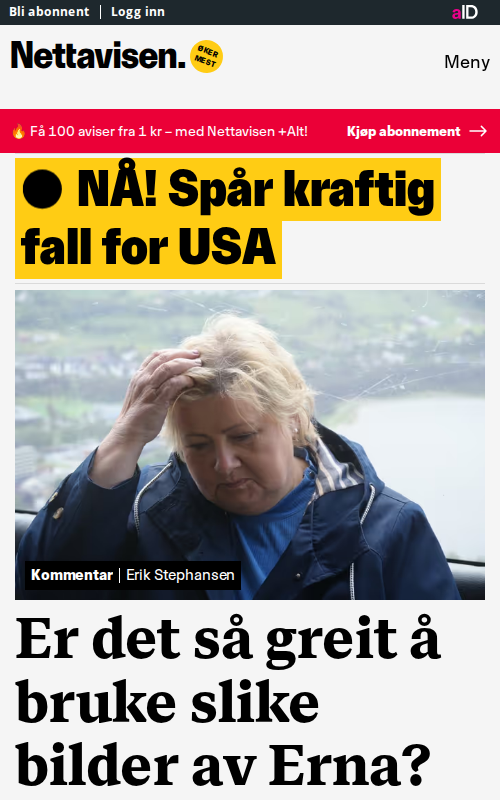 Bli abonnent | Logg inn aID
Nettavisen. ØKER MEST
Meny
🔥 Få 100 aviser fra 1 kr – med Nettavisen +Alt! Kjøp abonnement →
● NÅ! Spår kraftig
fall for USA
Kommentar | Erik Stephansen
Er det så greit å
bruke slike
bilder av Erna?